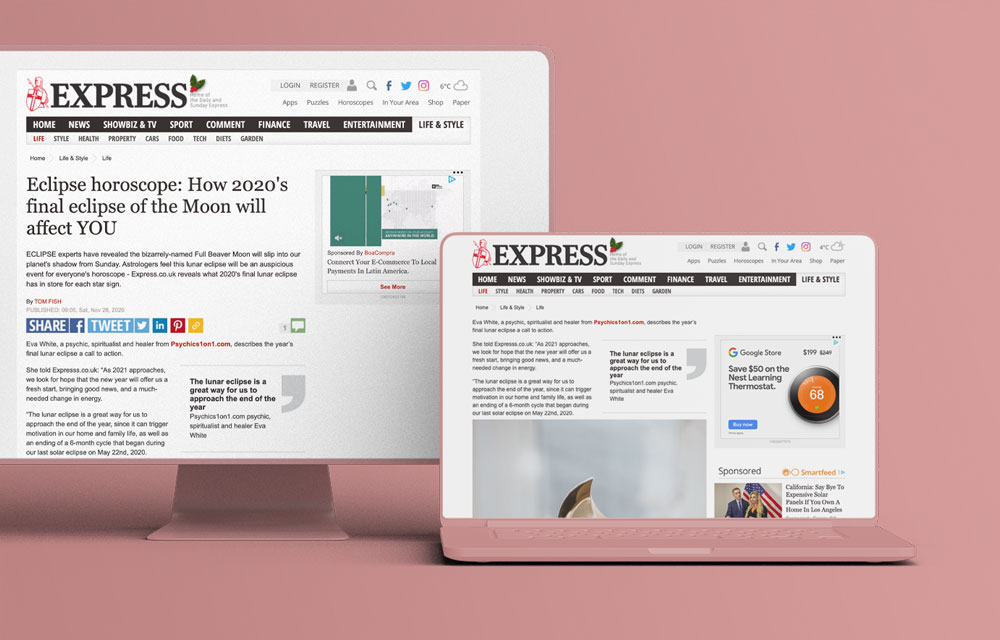 EXPRESS
Home of the Daily and Sunday Express
LOGIN REGISTER 6°C
Apps Puzzles Horoscopes In Your Area Shop Paper
HOME NEWS SHOWBIZ & TV SPORT COMMENT FINANCE TRAVEL ENTERTAINMENT LIFE & STYLE
LIFE STYLE HEALTH PROPERTY CARS FOOD TECH DIETS GARDEN
Home Life & Style Life
Eclipse horoscope: How 2020's
final eclipse of the Moon will
affect YOU
ECLIPSE experts have revealed the bizarrely-named Full Beaver Moon will slip into our
planet's shadow from Sunday. Astrologers feel this lunar eclipse will be an auspicious
event for everyone's horoscope - Express.co.uk reveals what 2020's final lunar eclipse
has in store for each star sign.
By TOM FISH
PUBLISHED: 06:00, Sat, Nov 28, 2020
SHARE f TWEET in 1
Eva White, a psychic, spiritualist and healer from Psychics1on1.com, describes the year's
final lunar eclipse a call to action.
She told Expresss.co.uk: "As 2021 approaches,
we look for hope that the new year will offer us a
fresh start, bringing good news, and a much-
needed change in energy.
"The lunar eclipse is a great way for us to
approach the end of the year, since it can trigger
motivation in our home and family life, as well as
an ending of a 6-month cycle that began during
our last solar eclipse on May 22nd, 2020.
The lunar eclipse is a
great way for us to
approach the end of the
year
Psychics1on1.com psychic,
spiritualist and healer Eva
White
ANYWHERE IN THE WORLD
Sponsored By BoaCompra
Connect Your E-Commerce To Local
Payments In Latin America.
See More
EXPRESS
Home of the Daily and Sunday Express
LOGIN REGISTER 4°C
Apps Puzzles Horoscopes In Your Area Shop Paper
HOME NEWS SHOWBIZ & TV SPORT COMMENT FINANCE TRAVEL ENTERTAINMENT LIFE & STYLE
LIFE STYLE HEALTH PROPERTY CARS FOOD TECH DIETS GARDEN
Home Life & Style Life
Eva White, a psychic, spiritualist and healer from Psychics1on1.com, describes the year's
final lunar eclipse a call to action.
She told Expresss.co.uk: "As 2021 approaches,
we look for hope that the new year will offer us a
fresh start, bringing good news, and a much-
needed change in energy.
"The lunar eclipse is a great way for us to
approach the end of the year, since it can trigger
motivation in our home and family life, as well as
an ending of a 6-month cycle that began during
our last solar eclipse on May 22nd, 2020.
The lunar eclipse is a
great way for us to
approach the end of the
year
Psychics1on1.com psychic,
spiritualist and healer Eva
White
Google Store $199 $249
Save $50 on the
Nest Learning
Thermostat.
68
Buy now
Sponsored Smartfeed
California: Say Bye To
Expensive Solar
Panels If You Own A
Home In Los Angeles